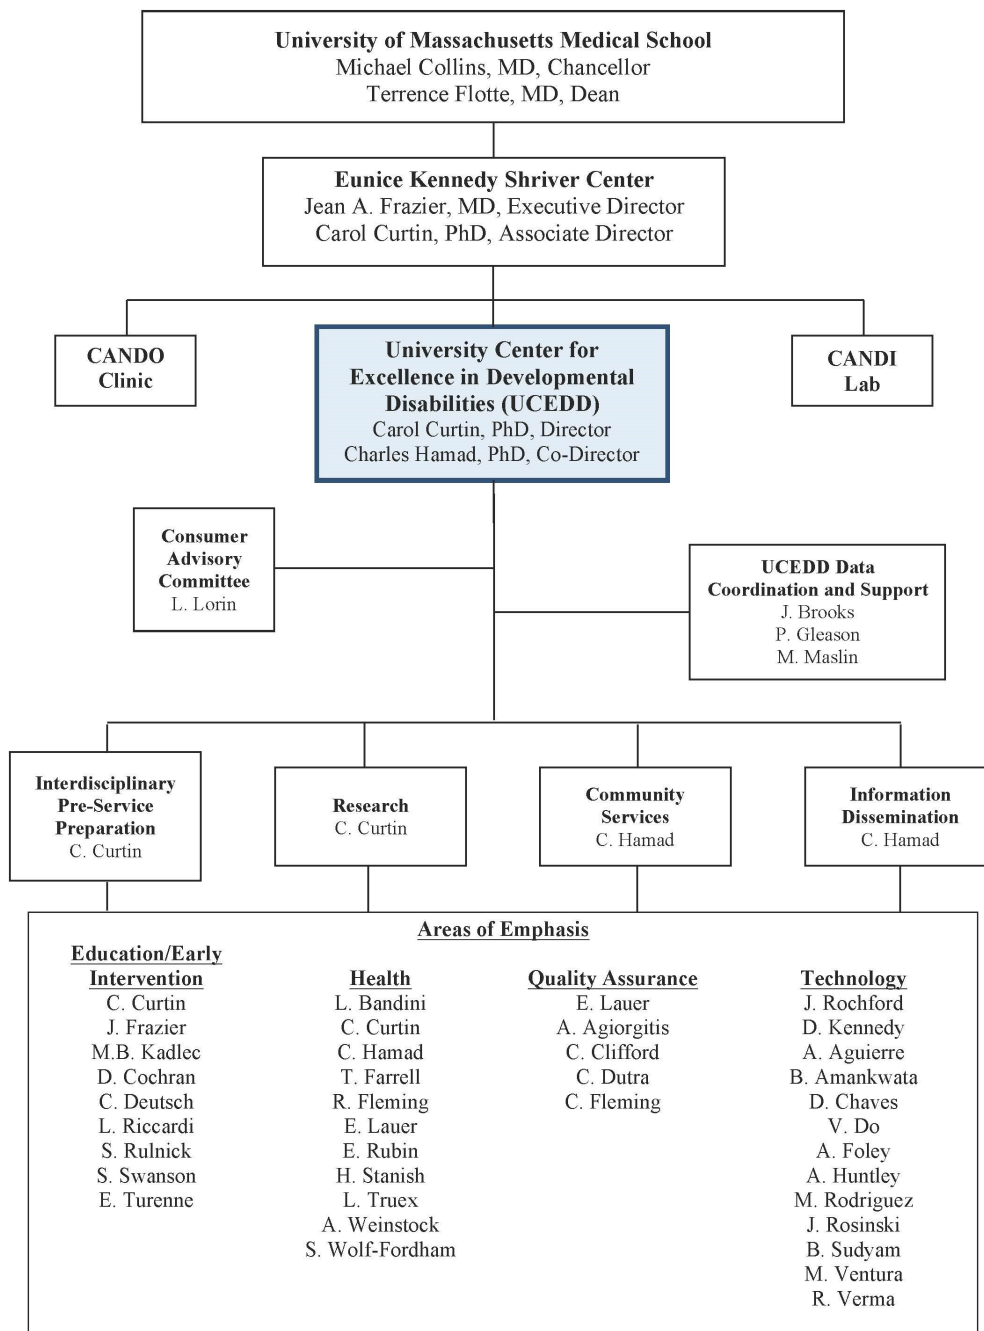 University of Massachusetts Medical School
Michael Collins, MD, Chancellor
Terrence Flotte, MD, Dean
Eunice Kennedy Shriver Center
Jean A. Frazier, MD, Executive Director
Carol Curtin, PhD, Associate Director
CANDO
Clinic
University Center for
Excellence in Developmental
Disabilities (UCEDD)
Carol Curtin, PhD, Director
Charles Hamad, PhD, Co-Director
CANDI
Lab
Consumer
Advisory
Committee
L. Lorin
UCEDD Data
Coordination and Support
J. Brooks
P. Gleason
M. Maslin
Interdisciplinary
Pre-Service
Preparation
C. Curtin
Research
C. Curtin
Community
Services
C. Hamad
Information
Dissemination
C. Hamad
Areas of Emphasis
Education/Early
Intervention
C. Curtin
J. Frazier
M.B. Kadlec
D. Cochran
C. Deutsch
L. Riccardi
S. Rulnick
S. Swanson
E. Turenne
Health
L. Bandini
C. Curtin
C. Hamad
T. Farrell
R. Fleming
E. Lauer
E. Rubin
H. Stanish
L. Truex
A. Weinstock
S. Wolf-Fordham
Quality Assurance
E. Lauer
A. Agiorgitis
C. Clifford
C. Dutra
C. Fleming
Technology
J. Rochford
D. Kennedy
A. Aguierre
B. Amankwata
D. Chaves
V. Do
A. Foley
A. Huntley
M. Rodriguez
J. Rosinski
B. Sudyam
M. Ventura
R. Verma